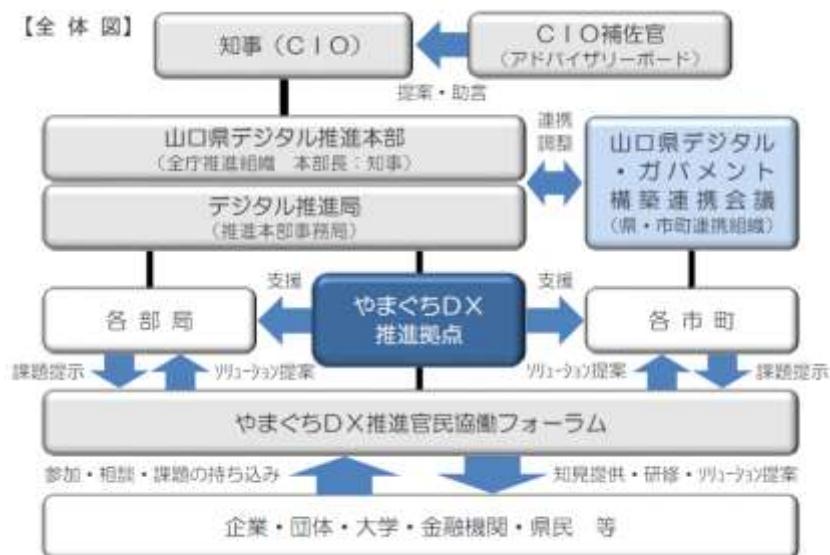 【全 体 図】
知事（ＣＩＯ）
ＣＩＯ補佐官
（アドバイザリーボード）
提案・助言
山口県デジタル推進本部
（全庁推進組織　本部長：知事）
連携
調整
山口県デジタル
・ガバメント
構築連携会議
（県・市町連携組織）
デジタル推進局
（推進本部事務局）
支援
支援
各 部 局
やまぐちＤＸ
推進拠点
各 市 町
課題提示
ソリューション提案
ソリューション提案
課題提示
やまぐちＤＸ推進官民協働フォーラム
参加・相談・課題の持ち込み
知見提供・研修・ソリューション提案
企業・団体・大学・金融機関・県民　等